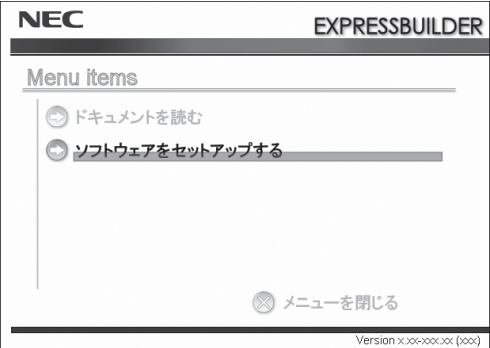 NEC
EXPRESSBUILDER
Menu items
ドキュメントを読む
ソフトウェアをセットアップする
メニューを閉じる
Version x.xx-xxx.xx (xxx)